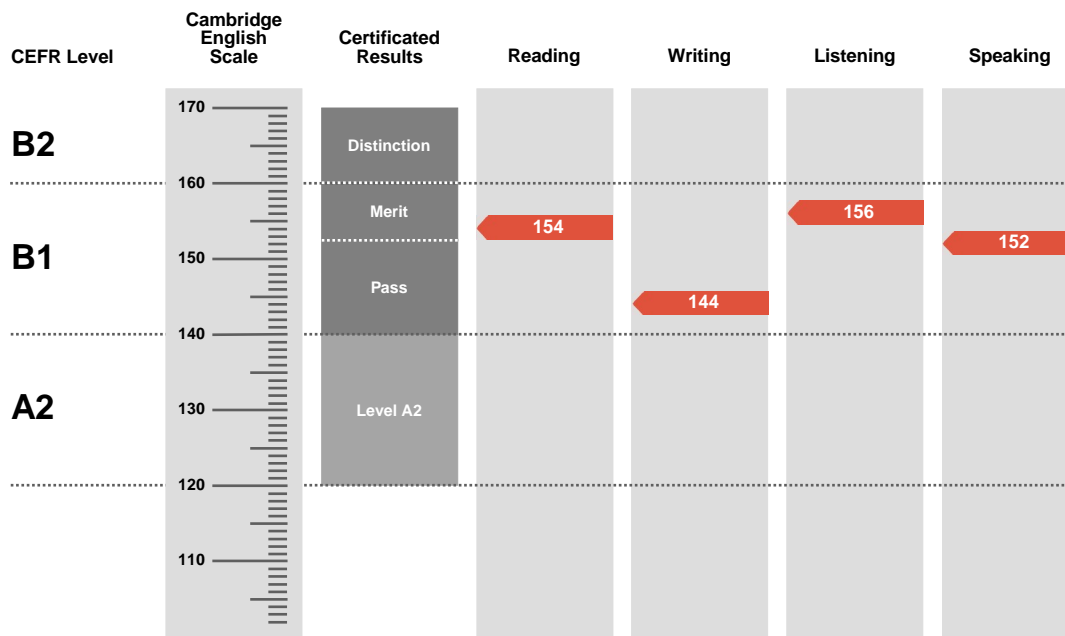 CEFR Level
Cambridge
English
Scale
Certificated
Results
Reading
Writing
Listening
Speaking
170
B2
Distinction
160
Merit
154
156
152
B1
150
Pass
144
140
A2
130
Level A2
120
110